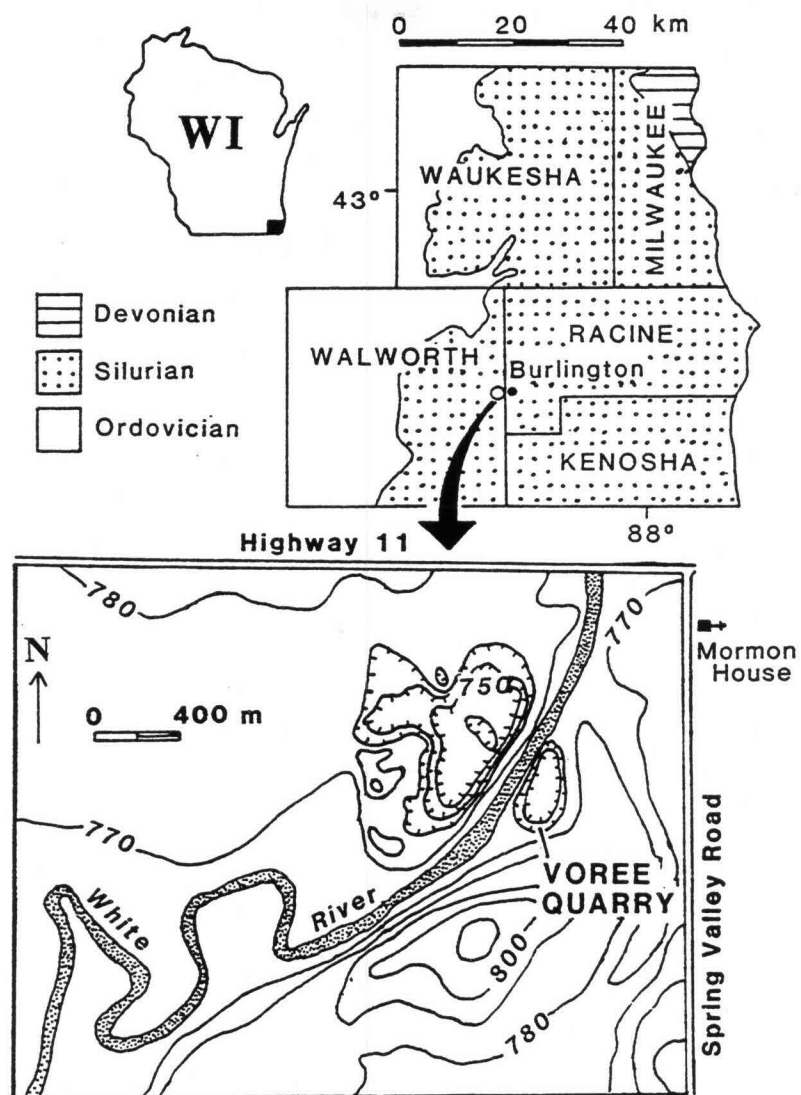 0 20 40 km
WI
WAUKESHA
MILWAUKEE
43°
Devonian
Silurian
Ordovician
WALWORTH
RACINE
Burlington
KENOSHA
88°
Highway 11
780
770
N
Mormon
House
750
0 400 m
770
VOREE
QUARRY
White
River
800
780
Spring Valley Road